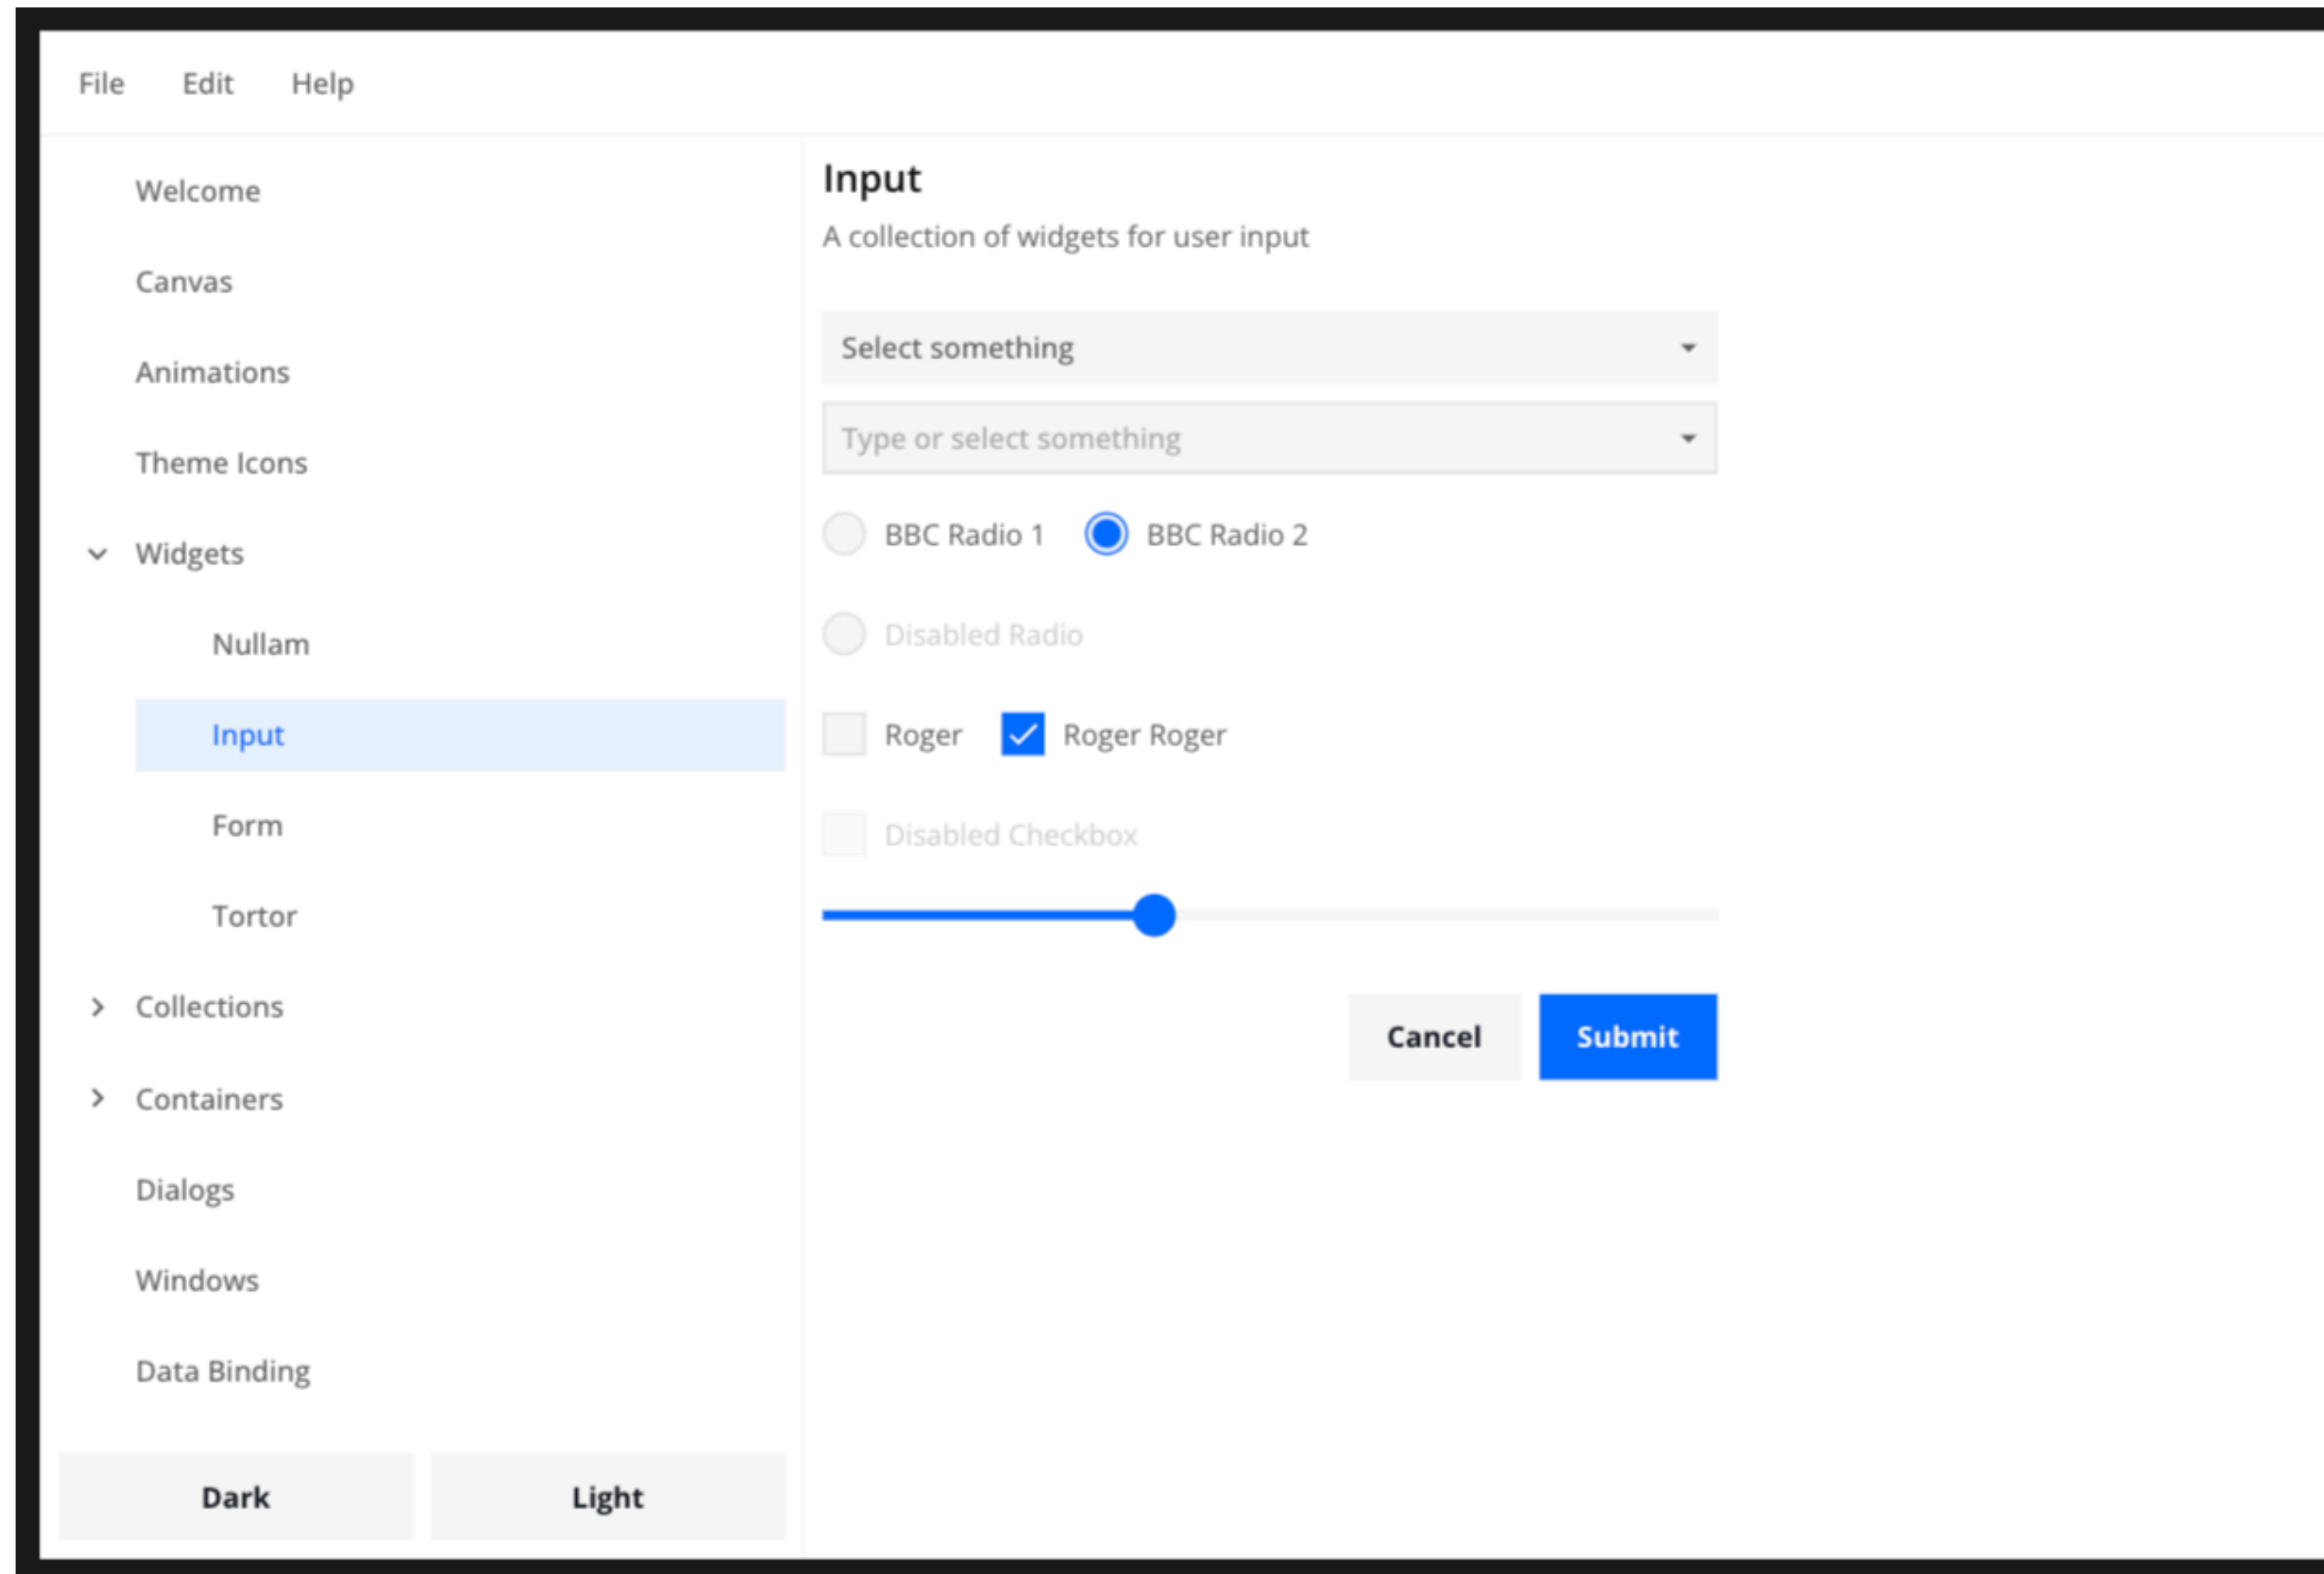 File Edit Help
Welcome
Canvas
Animations
Theme Icons
Widgets
Nullam
Input
Form
Tortor
Collections
Containers
Dialogs
Windows
Data Binding
Dark Light
Input
A collection of widgets for user input
Select something
Type or select something
BBC Radio 1 BBC Radio 2
Disabled Radio
Roger Roger Roger
Disabled Checkbox
Cancel Submit